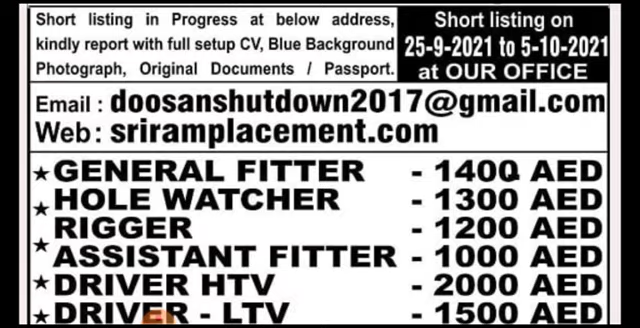 Short listing in Progress at below address,
kindly report with full setup CV, Blue Background
Photograph, Original Documents / Passport.
Short listing on
25-9-2021 to 5-10-2021
at OUR OFFICE
Email : doosanshutdown2017@gmail.com
Web: sriramplacement.com
★GENERAL FITTER - 1400 AED
★HOLE WATCHER - 1300 AED
RIGGER - 1200 AED
★ASSISTANT FITTER - 1000 AED
★DRIVER HTV - 2000 AED
★DRIVER - LTV - 1500 AED